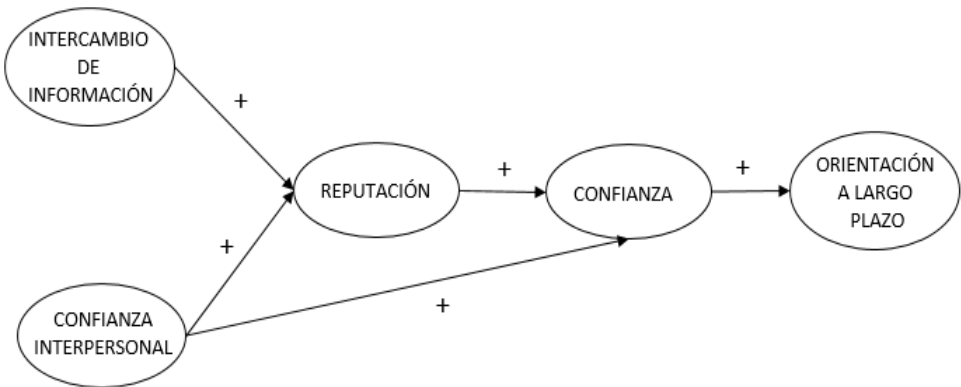 INTERCAMBIO
DE
INFORMACIÓN
+
+
REPUTACIÓN
+
CONFIANZA
+
ORIENTACIÓN
A LARGO
PLAZO
+
CONFIANZA
INTERPERSONAL